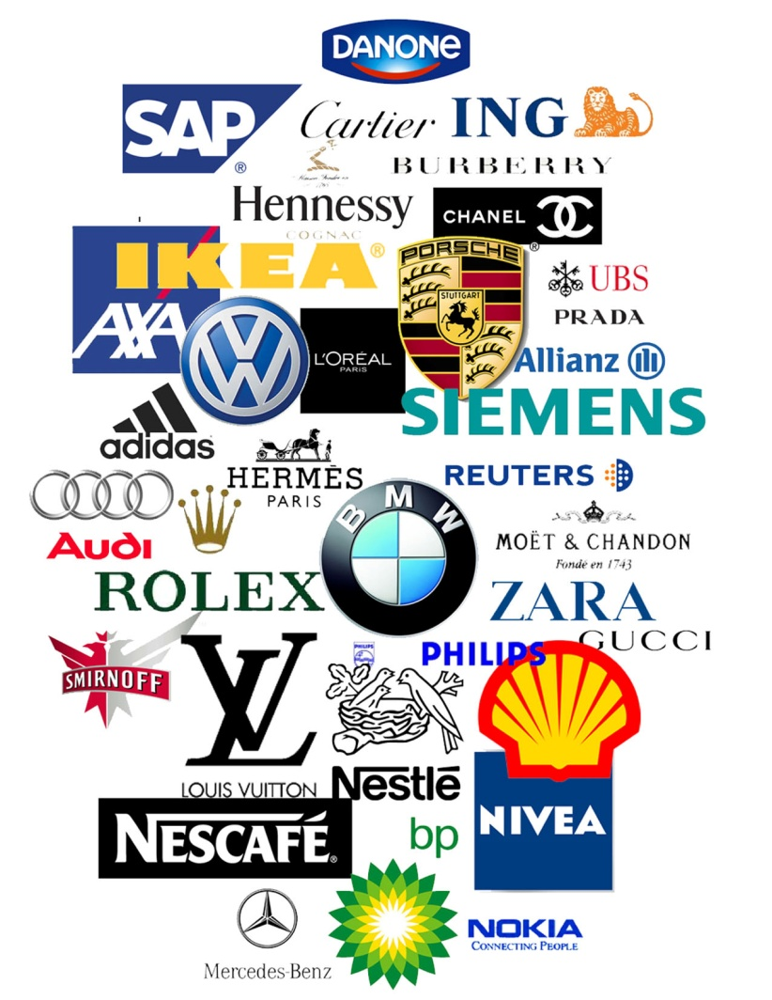 DANONE
SAP ®
Cartier
ING
BURBERRY
Hennessy
COGNAC
CHANEL
IKEA ®
PORSCHE ®
STUTTGART
UBS
PRADA
AXA
VW
L'ORÉAL
PARIS
Allianz
SIEMENS
adidas
HERMÈS
PARIS
REUTERS
Audi
BMW
MOËT & CHANDON
Fondé en 1743
ROLEX
ZARA
GUCCI
SMIRNOFF
LV
LOUIS VUITTON
PHILIPS
PHILIPS
Nestlé
NESCAFÉ ®
bp
NIVEA
Mercedes-Benz
NOKIA
CONNECTING PEOPLE